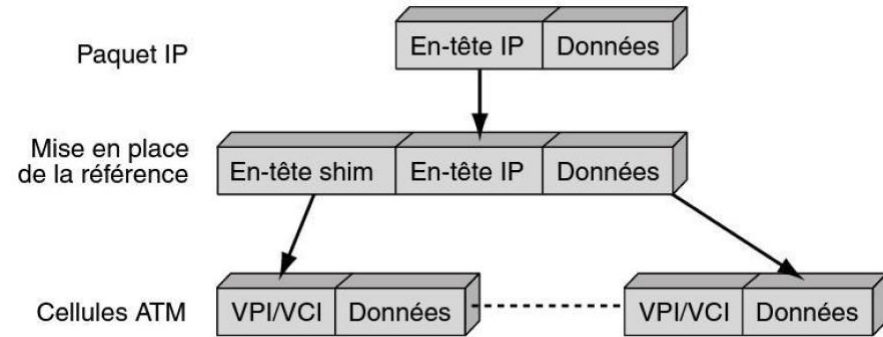 Paquet IP
En-tête IP
Données
Mise en place
de la référence
En-tête shim
En-tête IP
Données
Cellules ATM
VPI/VCI
Données
VPI/VCI
Données